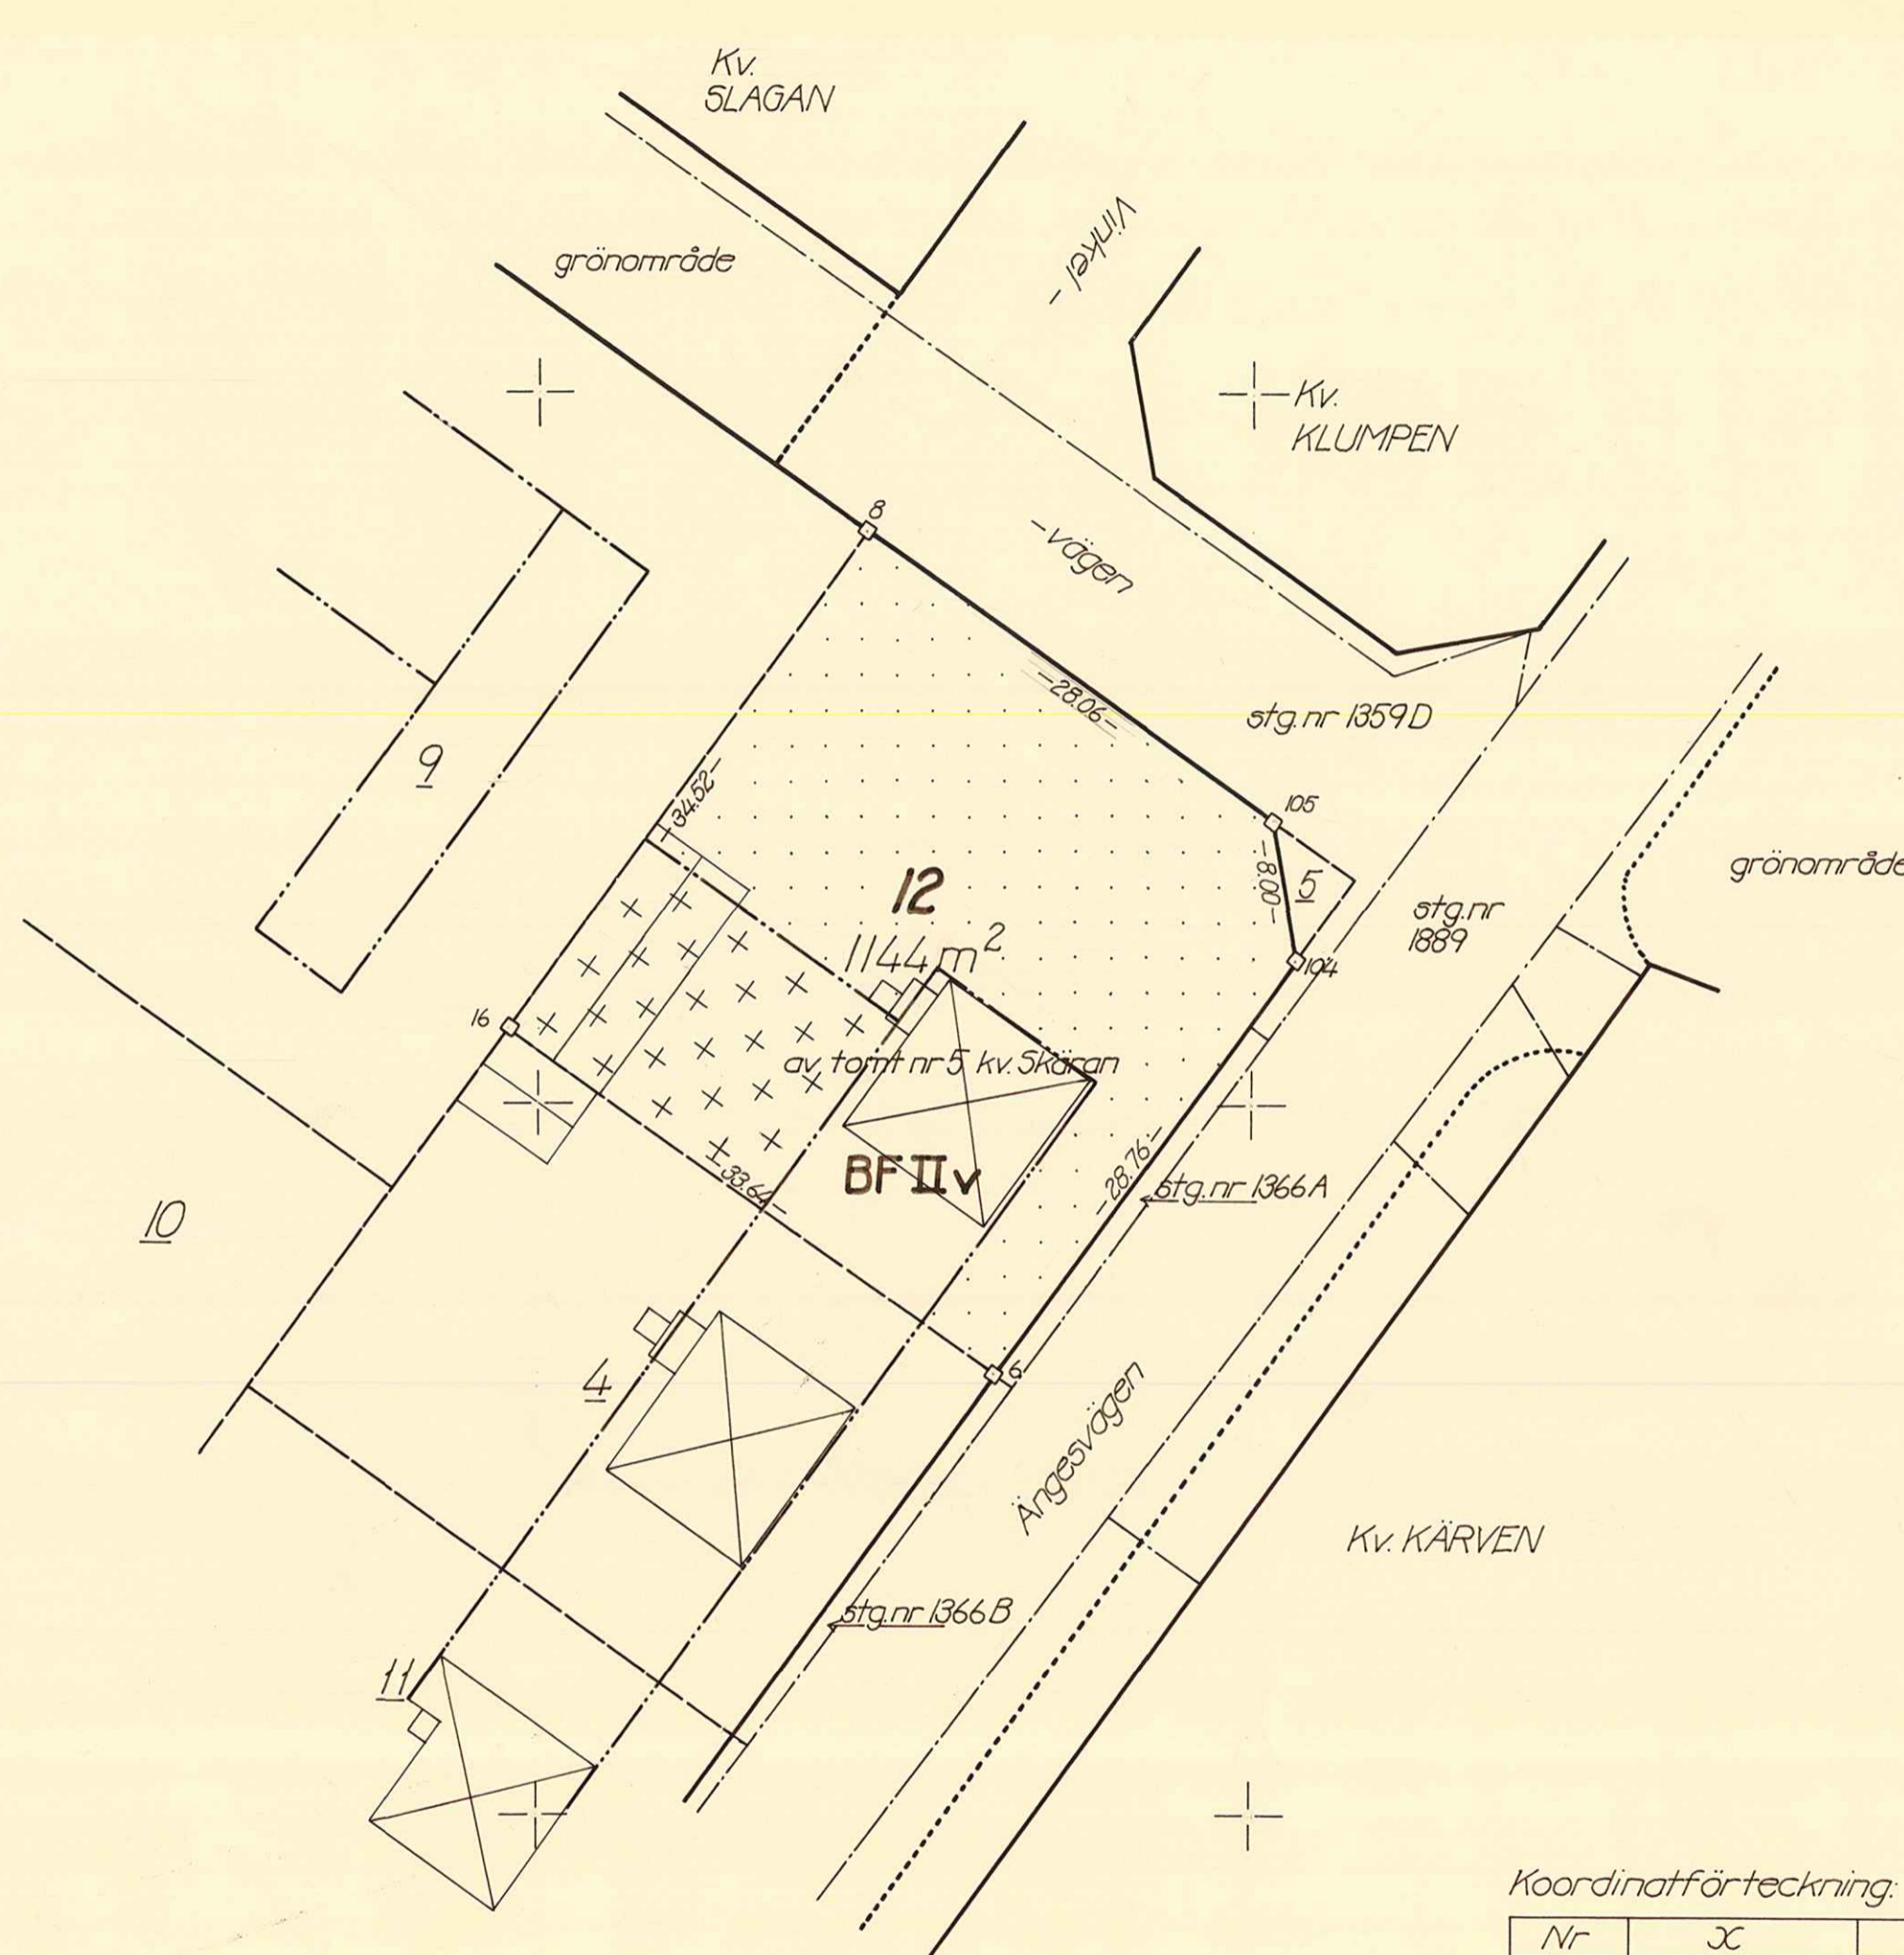 Kv.
SLAGAN
Vinkel-
grönområde
Kv.
KLUMPEN
8
-vägen
-28.06-
stg.nr 1359D
9
34.52-
105
grönområde
12
-8.00-
5
stg.nr
1889
1144 m²
104
16
av tomt nr 5 kv. Skäran
BF II v
-28.76-
stg.nr 1366A
-33.64-
10
6
4
Ängesvägen
Kv. KÄRVEN
stg.nr 1366B
11
Koordinatförteckning:
Nr x